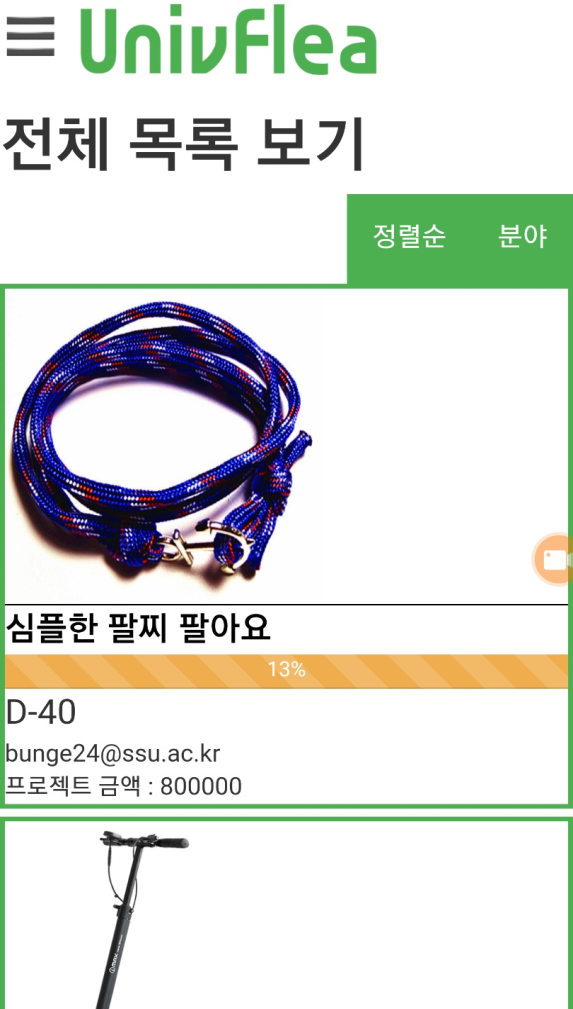 Univflea
전체 목록 보기
정렬순 분야
심플한 팔찌 팔아요
13%
D-40
bunge24@ssu.ac.kr
프로젝트 금액 : 800000